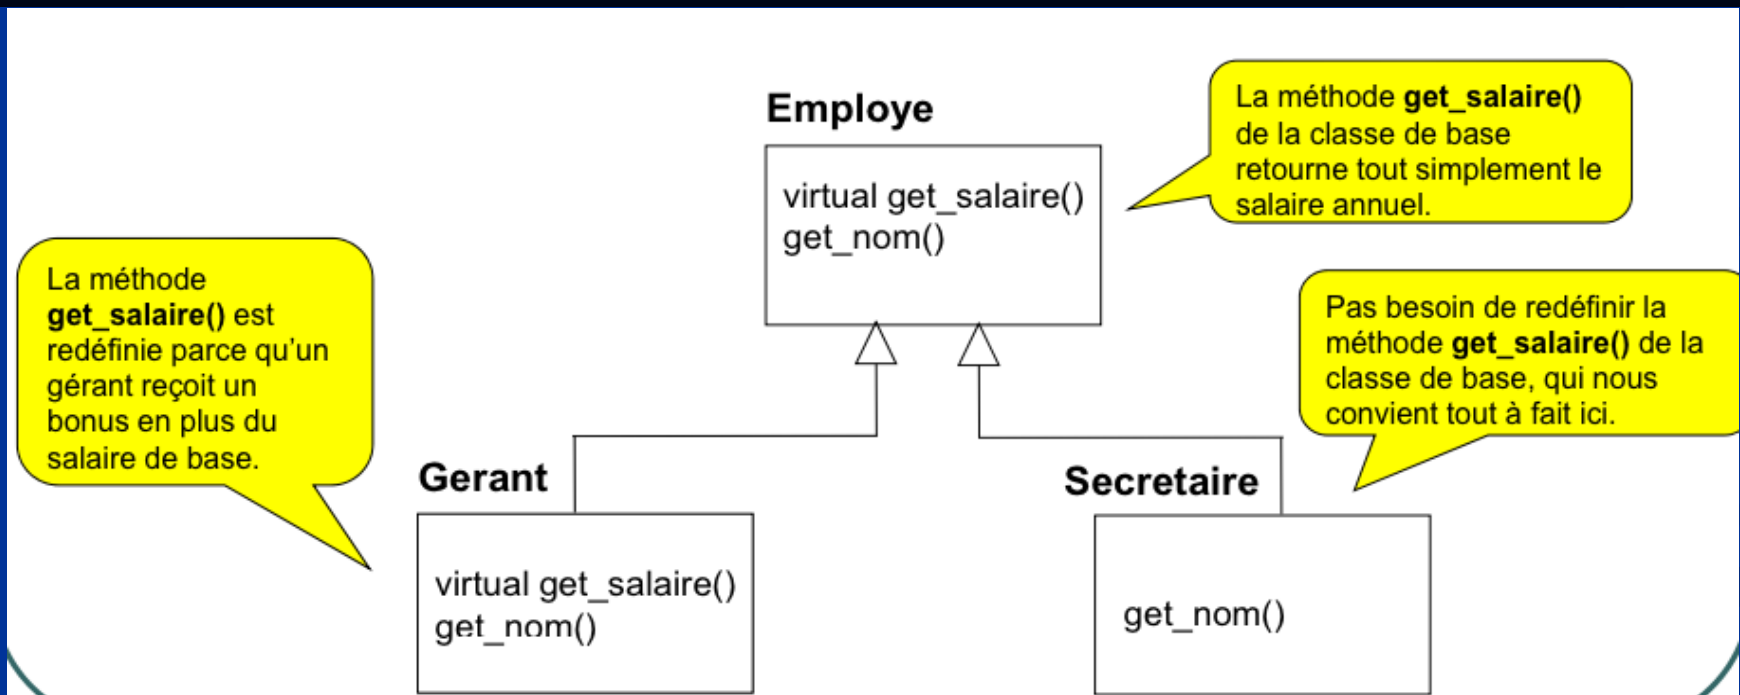 Employe
virtual get_salaire()
get_nom()
La méthode get_salaire()
de la classe de base
retourne tout simplement le
salaire annuel.
La méthode
get_salaire() est
redéfinie parce qu'un
gérant reçoit un
bonus en plus du
salaire de base.
Pas besoin de redéfinir la
méthode get_salaire() de la
classe de base, qui nous
convient tout à fait ici.
Gerant
virtual get_salaire()
get_nom()
Secretaire
get_nom()